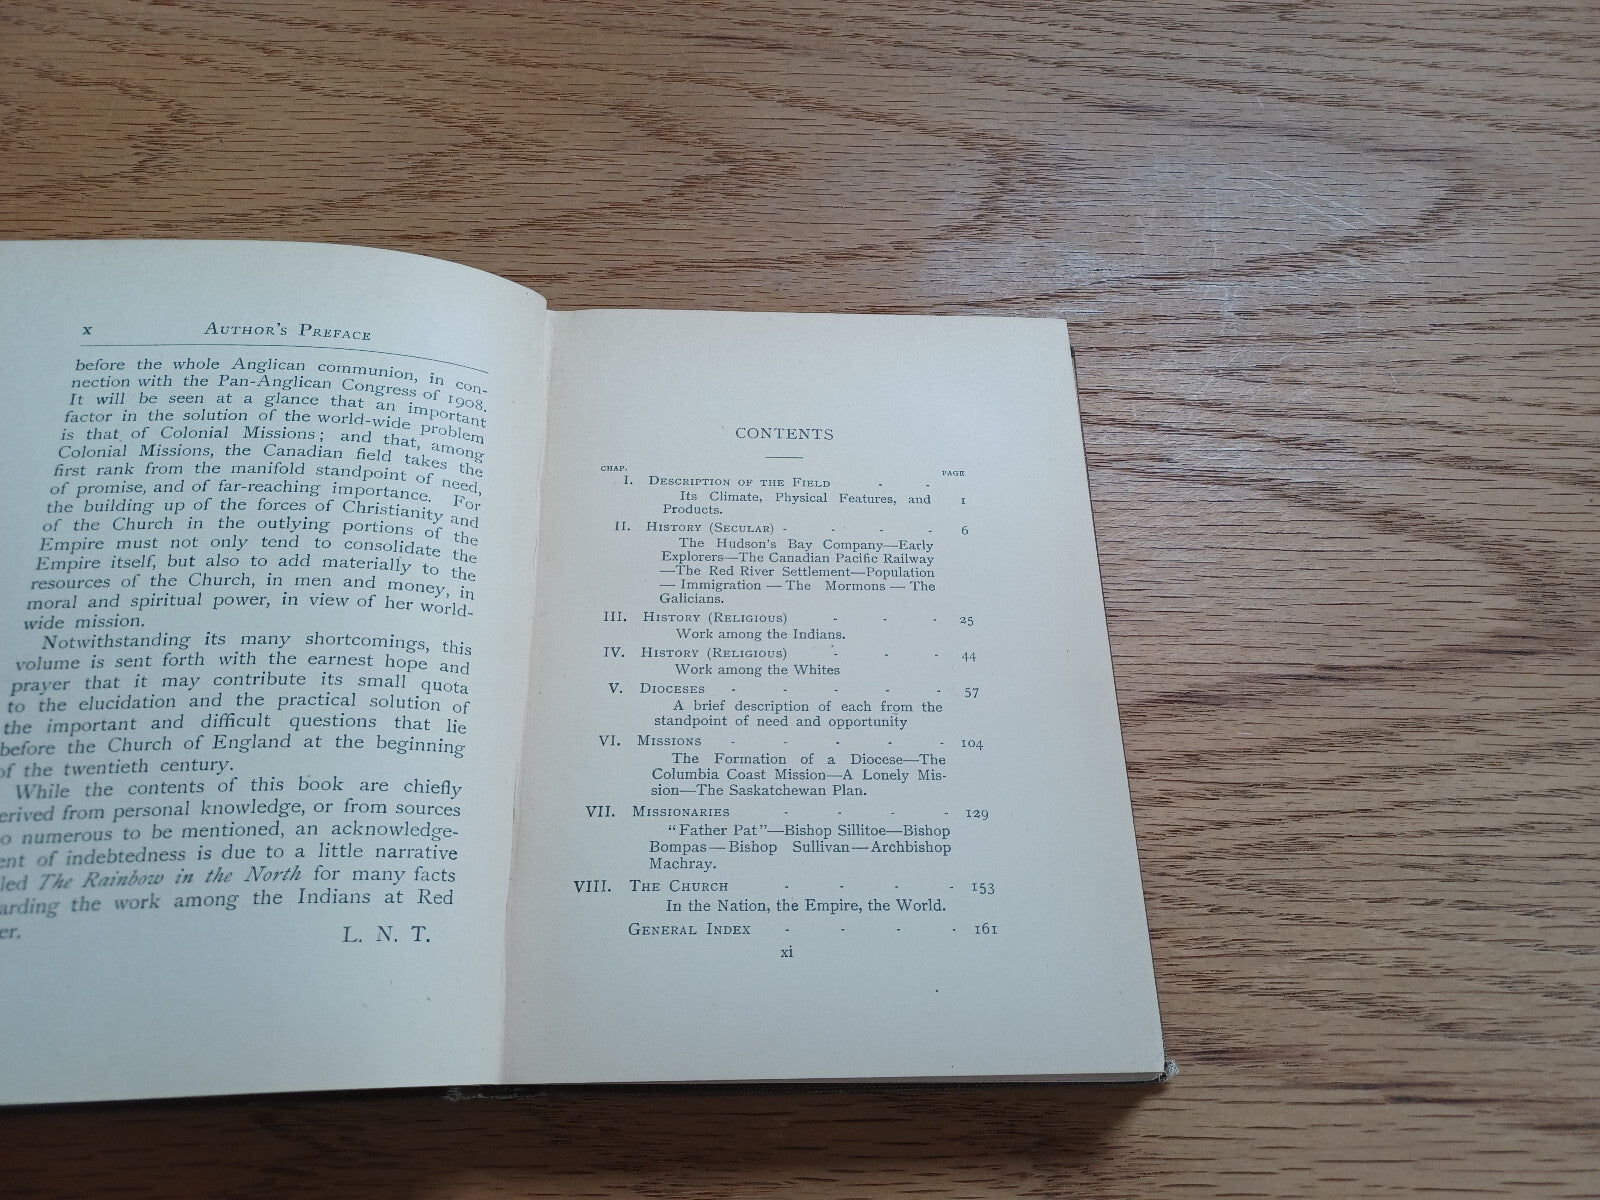 x AUTHOR'S PREFACE
before the whole Anglican communion, in con-
nection with the Pan-Anglican Congress of 1908.
It will be seen at a glance that an important
factor in the solution of the world-wide problem
is that of Colonial Missions; and that, among
Colonial Missions, the Canadian field takes the
first rank from the manifold standpoint of need,
of promise, and of far-reaching importance. For
the building up of the forces of Christianity and
of the Church in the outlying portions of the
Empire must not only tend to consolidate the
Empire itself, but also to add materially to the
resources of the Church, in men and money, in
moral and spiritual power, in view of her world-
wide mission.
Notwithstanding its many shortcomings, this
volume is sent forth with the earnest hope and
prayer that it may contribute its small quota
to the elucidation and the practical solution of
the important and difficult questions that lie
before the Church of England at the beginning
of the twentieth century.
While the contents of this book are chiefly
erived from personal knowledge, or from sources
o numerous to be mentioned, an acknowledge-
ent of indebtedness is due to a little narrative
led The Rainbow in the North for many facts
arding the work among the Indians at Red
er.
L. N. T.
CONTENTS
CHAP. PAGE
I. DESCRIPTION OF THE FIELD - - 1
Its Climate, Physical Features, and
Products.
II. HISTORY (SECULAR) - - - - 6
The Hudson's Bay Company—Early
Explorers—The Canadian Pacific Railway
—The Red River Settlement—Population
— Immigration — The Mormons — The
Galicians.
III. HISTORY (RELIGIOUS) - - - 25
Work among the Indians.
IV. HISTORY (RELIGIOUS) - - - 44
Work among the Whites
V. DIOCESES - - - - - 57
A brief description of each from the
standpoint of need and opportunity
VI. MISSIONS - - - - - 104
The Formation of a Diocese—The
Columbia Coast Mission—A Lonely Mis-
sion—The Saskatchewan Plan.
VII. MISSIONARIES - - - - 129
"Father Pat"—Bishop Sillitoe—Bishop
Bompas—Bishop Sullivan—Archbishop
Machray.
VIII. THE CHURCH - - - - 153
In the Nation, the Empire, the World.
GENERAL INDEX - - - - 161
xi